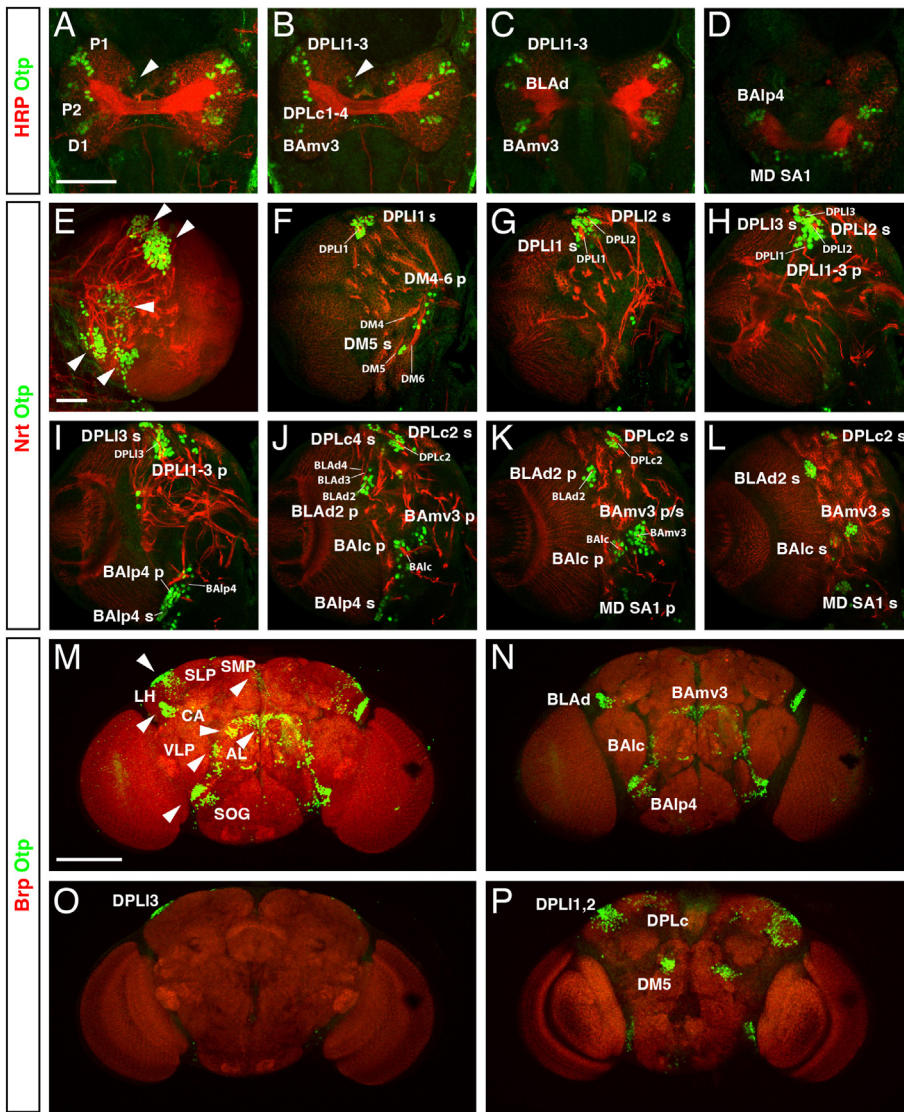 HRP Otp
A
P1
P2
D1
B
DPLl1-3
DPLc1-4
BAmv3
C
DPLl1-3
BLAd
BAmv3
D
BAlp4
MD SA1
Nrt Otp
E
F
DPLl1 s
DPLl1
DM4-6 p
DM4
DM5 s
DM5
DM6
G
DPLl2 s
DPLl1 s
DPLl2
DPLl1
H
DPLl3
DPLl3 s
DPLl2 s
DPLl1
DPLl2
DPLl1-3 p
I
DPLl3 s
DPLl3
DPLl1-3 p
BAlp4 p
BAlp4
BAlp4 s
J
DPLc4 s
DPLc2 s
DPLc2
BLAd4
BLAd3
BLAd2
BLAd2 p
BAmv3 p
BAlc p
BAlc
BAlp4 s
K
DPLc2 s
DPLc2
BLAd2 p
BLAd2
BAmv3 p/s
BAmv3
BAlc
BAlc p
MD SA1 p
L
DPLc2 s
BLAd2 s
BAmv3 s
BAlc s
MD SA1 s
Brp Otp
M
SLP
SMP
LH
CA
VLP
AL
SOG
N
BLAd
BAmv3
BAlc
BAlp4
O
DPLl3
P
DPLl1,2
DPLc
DM5